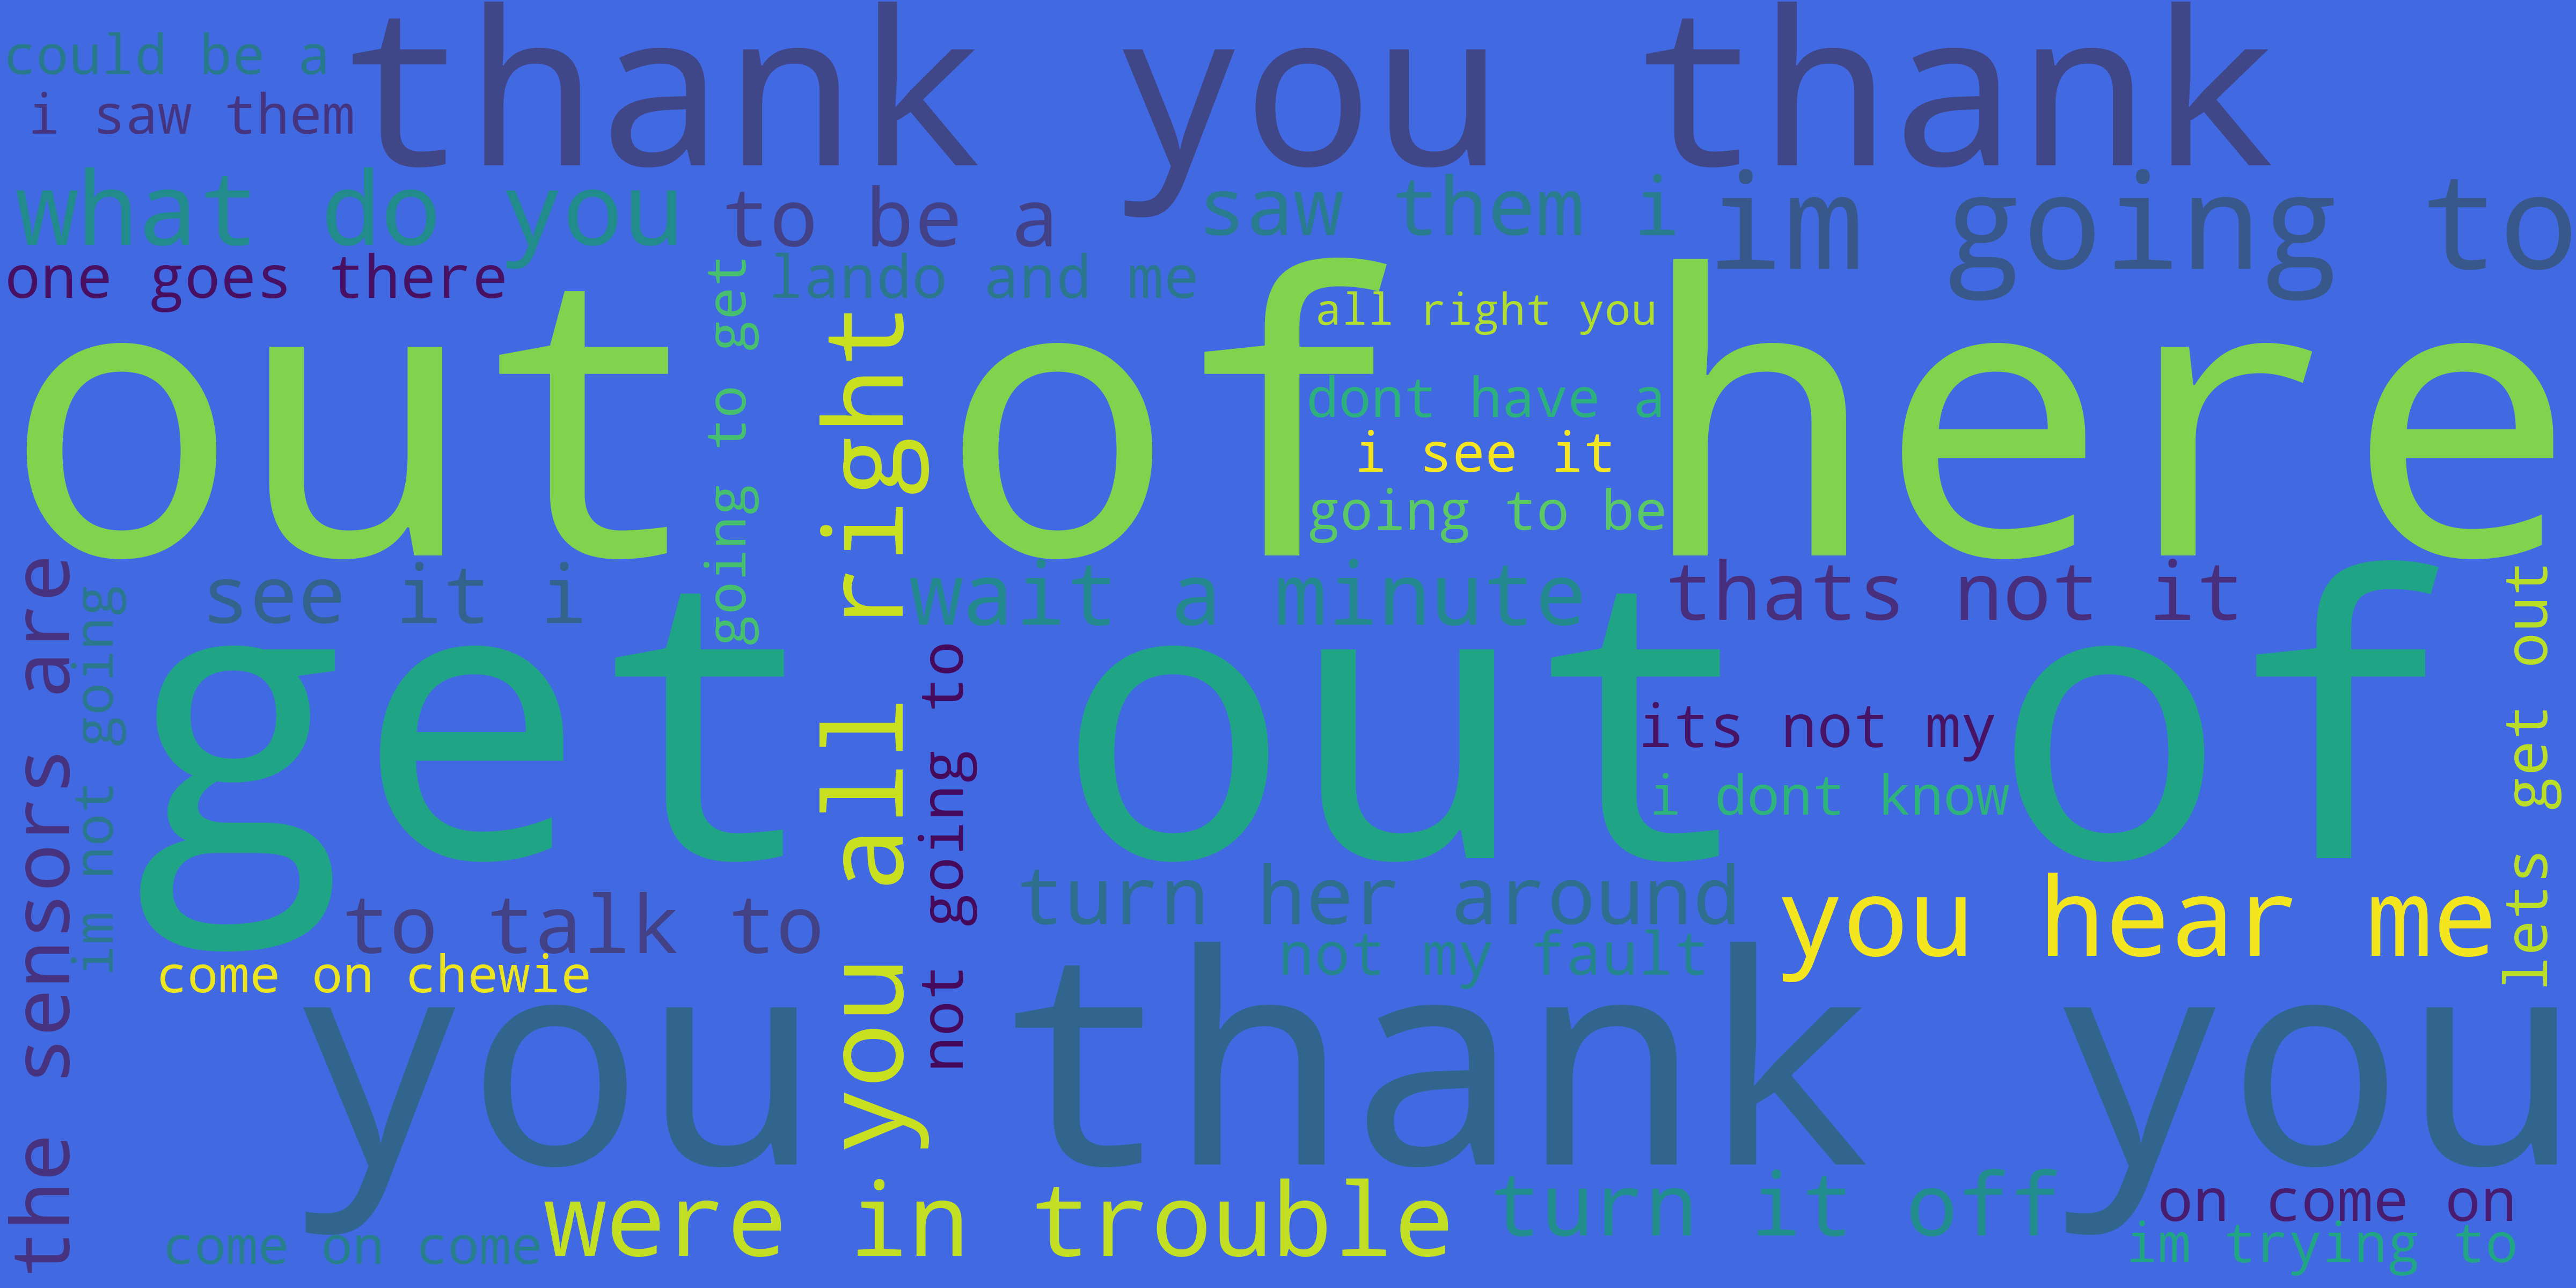 could be a
thank you thank
i saw them
what do you
to be a
saw them i
im going to
one goes there
lando and me
out of here
going to get
you all right
all right you
dont have a
i see it
going to be
the sensors are
im not going
see it i
wait a minute
thats not it
lets get out
get out of
not going to
its not my
i dont know
to talk to
turn her around
you hear me
come on chewie
not my fault
you thank you
were in trouble
turn it off
on come on
come on come
im trying to